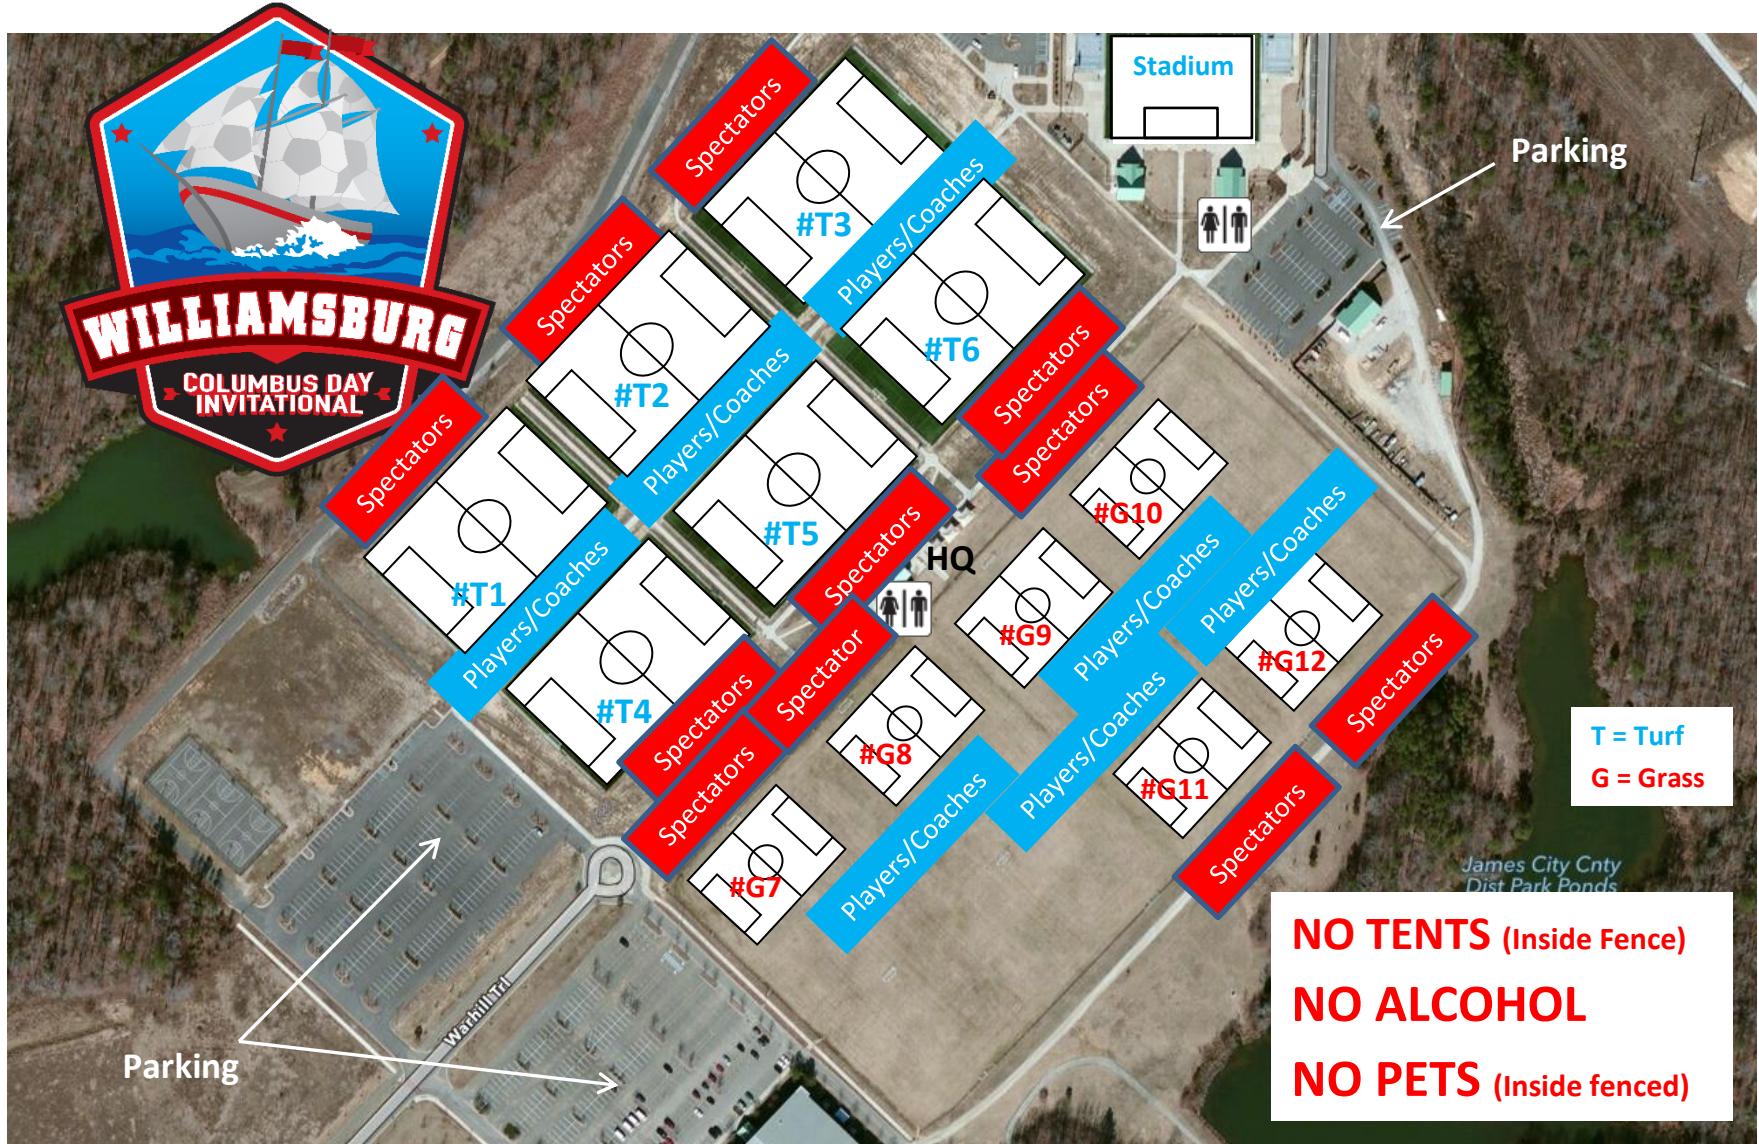 WILLIAMSBURG
COLUMBUS DAY
INVITATIONAL
Stadium
Parking
Spectators
#T3
Players/Coaches
Spectators
#T2
#T6
Players/Coaches
Spectators
Spectators
Spectators
#T1
Players/Coaches
#T5
Spectators
HQ
#G10
Players/Coaches
Players/Coaches
#G9
#G12
Spectators
#T4
Spectators
Spectator
Spectators
#G8
Players/Coaches
#G11
Spectators
#G7
Players/Coaches
T = Turf
G = Grass
James City Cnty
Dist Park Ponds
Warhill Trl
Parking
NO TENTS (Inside Fence)
NO ALCOHOL
NO PETS (Inside fenced)